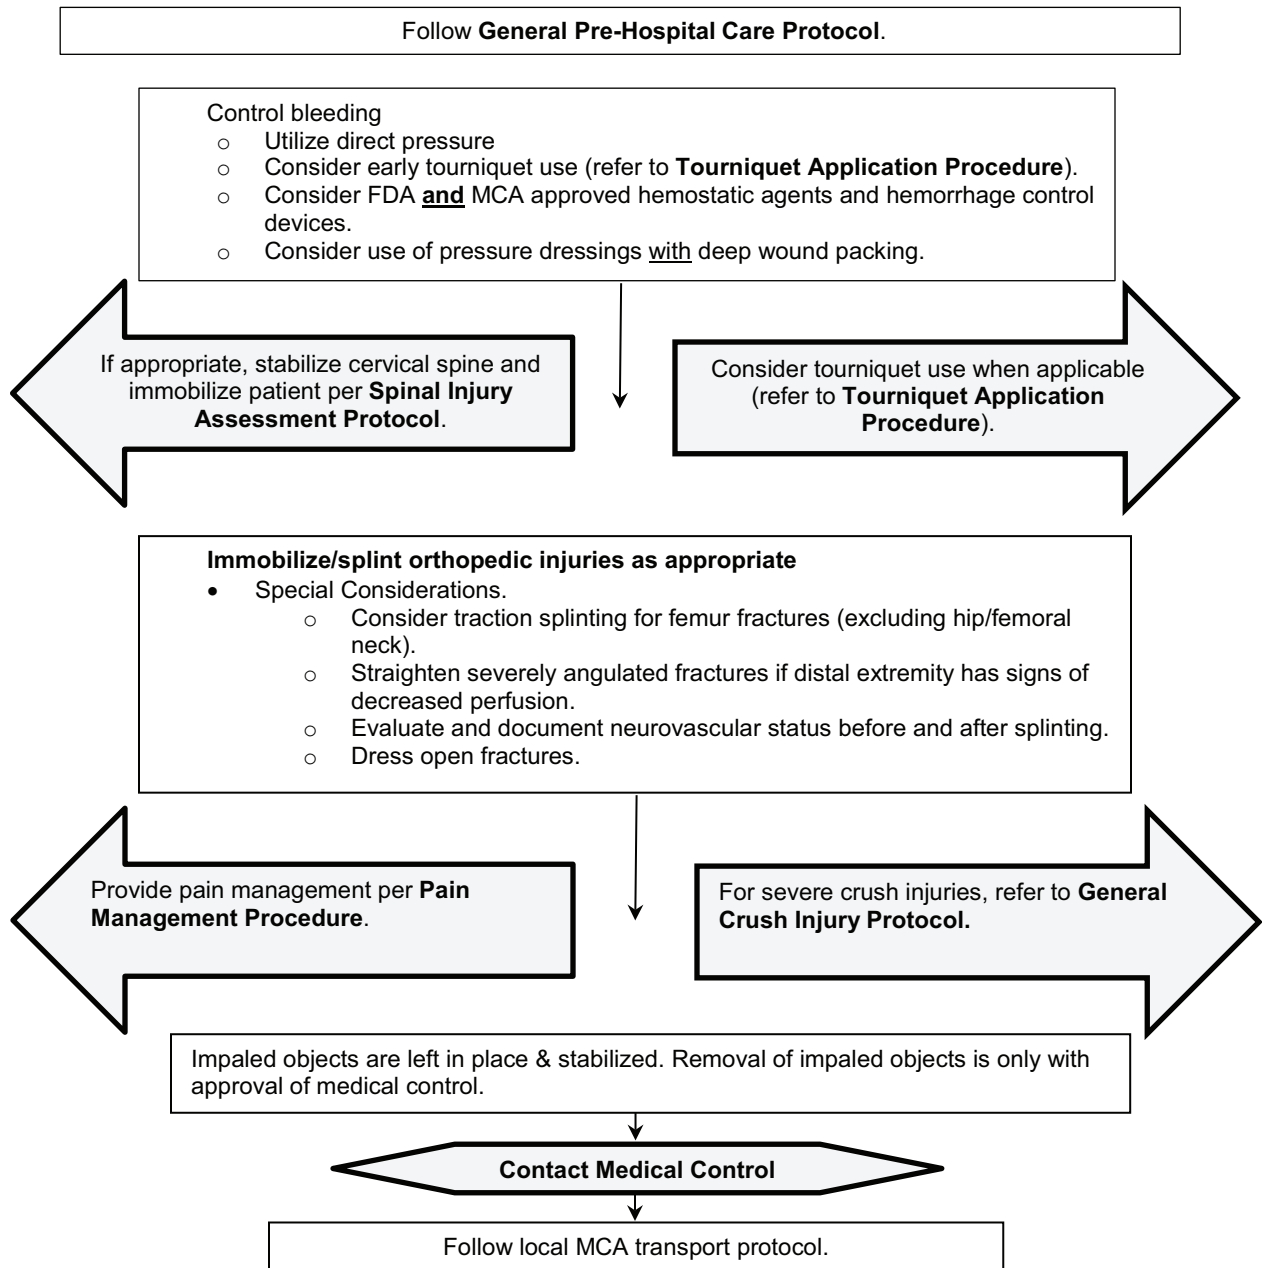 Follow General Pre-Hospital Care Protocol.
Control bleeding
o Utilize direct pressure
o Consider early tourniquet use (refer to Tourniquet Application Procedure).
o Consider FDA and MCA approved hemostatic agents and hemorrhage control
devices.
o Consider use of pressure dressings with deep wound packing.
If appropriate, stabilize cervical spine and
immobilize patient per Spinal Injury
Assessment Protocol.
Consider tourniquet use when applicable
(refer to Tourniquet Application
Procedure).
Immobilize/splint orthopedic injuries as appropriate
• Special Considerations.
o Consider traction splinting for femur fractures (excluding hip/femoral
neck).
o Straighten severely angulated fractures if distal extremity has signs of
decreased perfusion.
o Evaluate and document neurovascular status before and after splinting.
o Dress open fractures.
Provide pain management per Pain
Management Procedure.
For severe crush injuries, refer to General
Crush Injury Protocol.
Impaled objects are left in place & stabilized. Removal of impaled objects is only with
approval of medical control.
Contact Medical Control
Follow local MCA transport protocol.